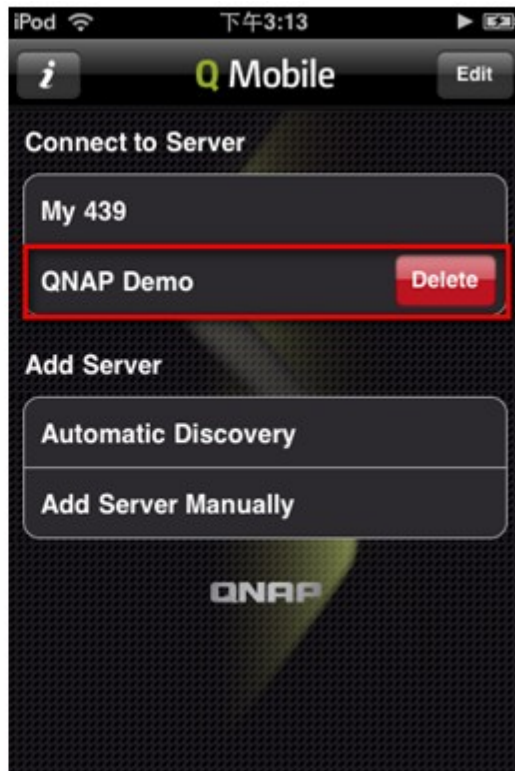 iPod 下午3:13
i Q Mobile Edit
Connect to Server
My 439
QNAP Demo Delete
Add Server
Automatic Discovery
Add Server Manually
QNAP